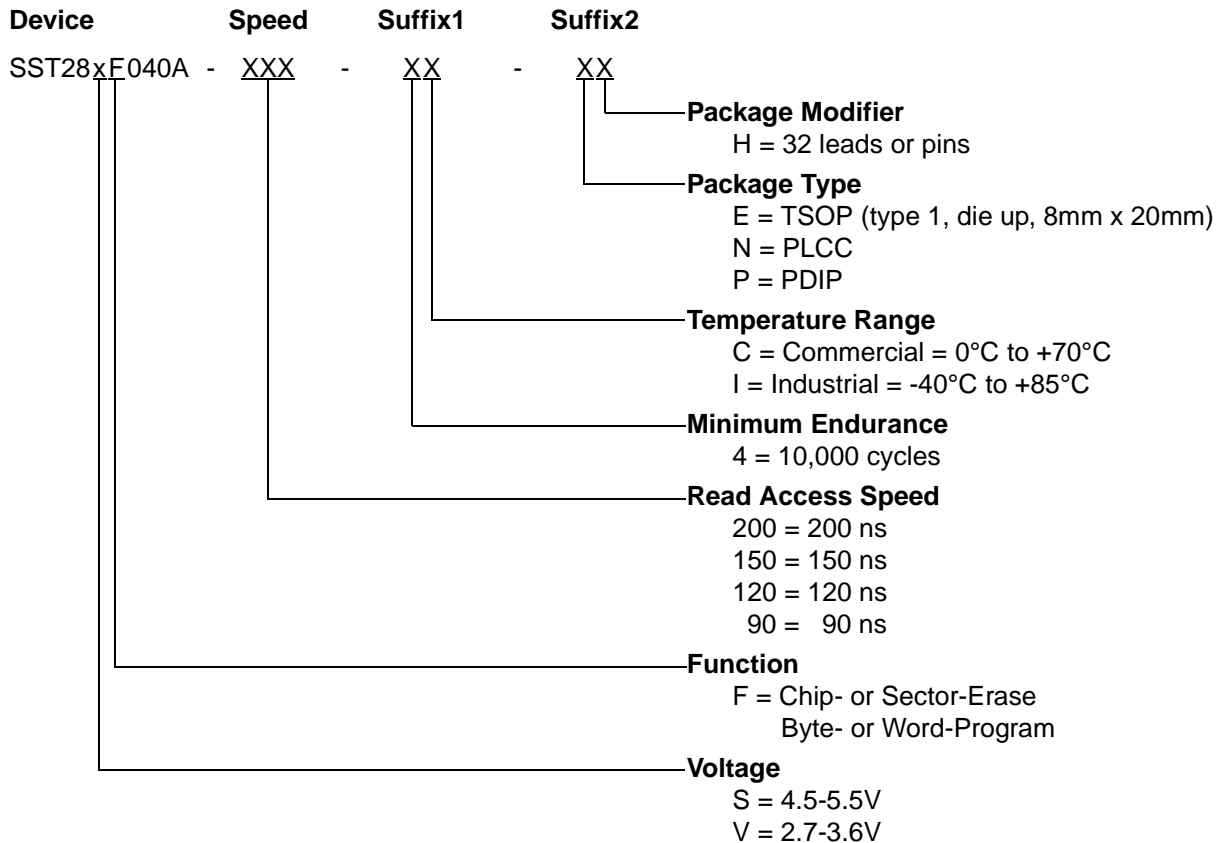 Device Speed Suffix1 Suffix2
SST28xF040A - XXX - XX - XX
Package Modifier
H = 32 leads or pins
Package Type
E = TSOP (type 1, die up, 8mm x 20mm)
N = PLCC
P = PDIP
Temperature Range
C = Commercial = 0°C to +70°C
I = Industrial = -40°C to +85°C
Minimum Endurance
4 = 10,000 cycles
Read Access Speed
200 = 200 ns
150 = 150 ns
120 = 120 ns
90 = 90 ns
Function
F = Chip- or Sector-Erase
Byte- or Word-Program
Voltage
S = 4.5-5.5V
V = 2.7-3.6V